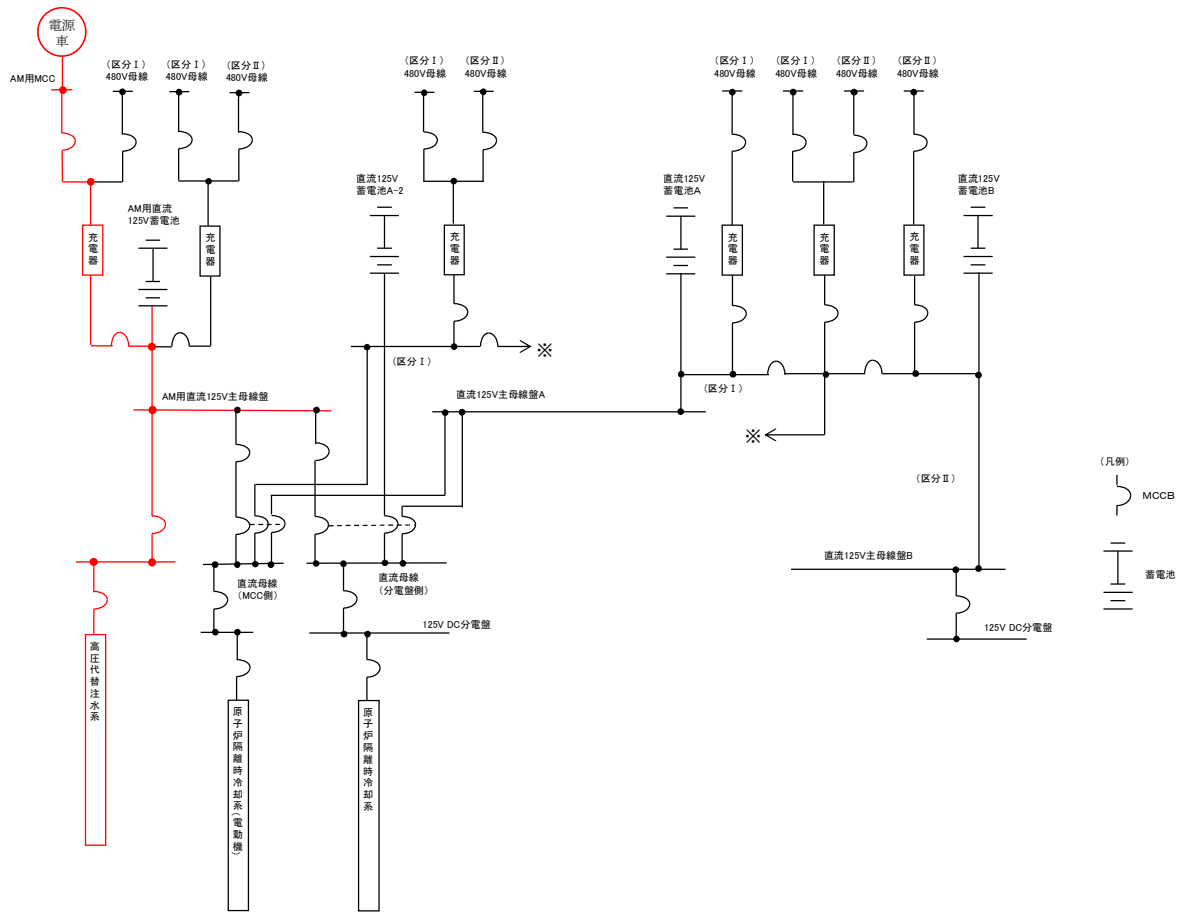 電源
車
AM用MCC
(区分Ⅰ)
480V母線
(区分Ⅰ)
480V母線
(区分Ⅱ)
480V母線
(区分Ⅰ)
480V母線
(区分Ⅱ)
480V母線
(区分Ⅰ)
480V母線
(区分Ⅰ)
480V母線
(区分Ⅱ)
480V母線
(区分Ⅱ)
480V母線
AM用直流
125V蓄電池
直流125V
蓄電池A-2
直流125V
蓄電池A
直流125V
蓄電池B
充電器
充電器
充電器
充電器
充電器
充電器
(区分Ⅰ)
※
(区分Ⅰ)
AM用直流125V主母線盤
直流125V主母線盤A
※
(区分Ⅱ)
(凡例)
MCCB
蓄電池
直流125V主母線盤B
直流母線
(MCC側)
直流母線
(分電盤側)
125V DC分電盤
125V DC分電盤
高圧代替注水系
原子炉隔離時冷却系(電動機)
原子炉隔離時冷却系